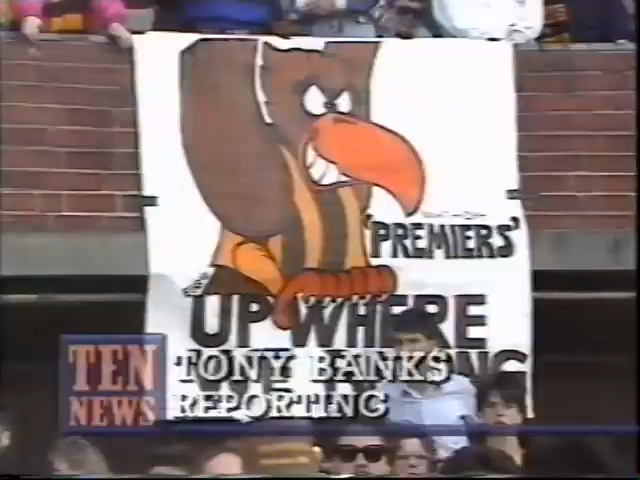 'PREMIERS'
UP WHERE
TEN
NEWS
TONY BANKS
REPORTING